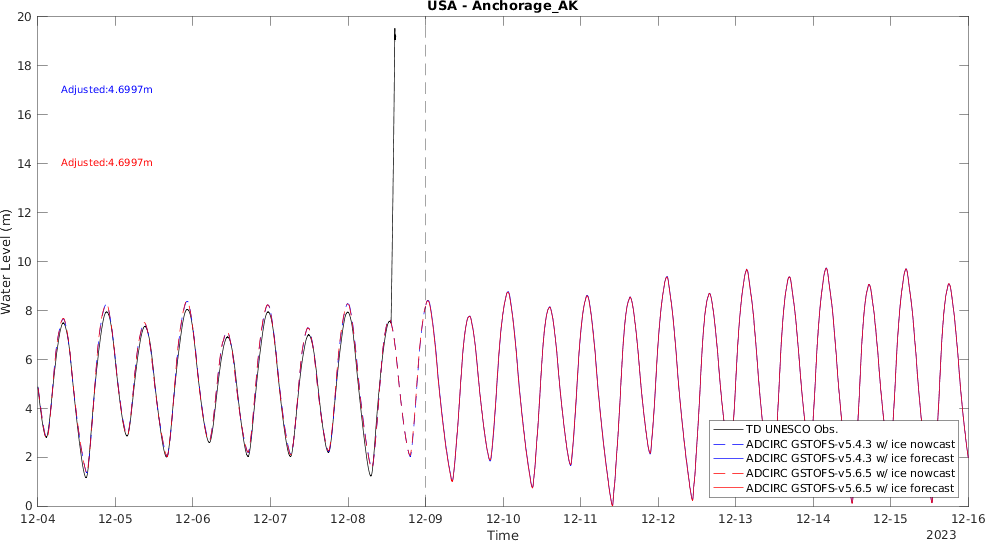 USA - Anchorage_AK
20
18
16
14
12
10
8
6
4
2
0
Water Level (m)
Adjusted:4.6997m
Adjusted:4.6997m
TD UNESCO Obs.
ADCIRC GSTOFS-v5.4.3 w/ ice nowcast
ADCIRC GSTOFS-v5.4.3 w/ ice forecast
ADCIRC GSTOFS-v5.6.5 w/ ice nowcast
ADCIRC GSTOFS-v5.6.5 w/ ice forecast
12-04 12-05 12-06 12-07 12-08 12-09 12-10 12-11 12-12 12-13 12-14 12-15 12-16
Time
2023